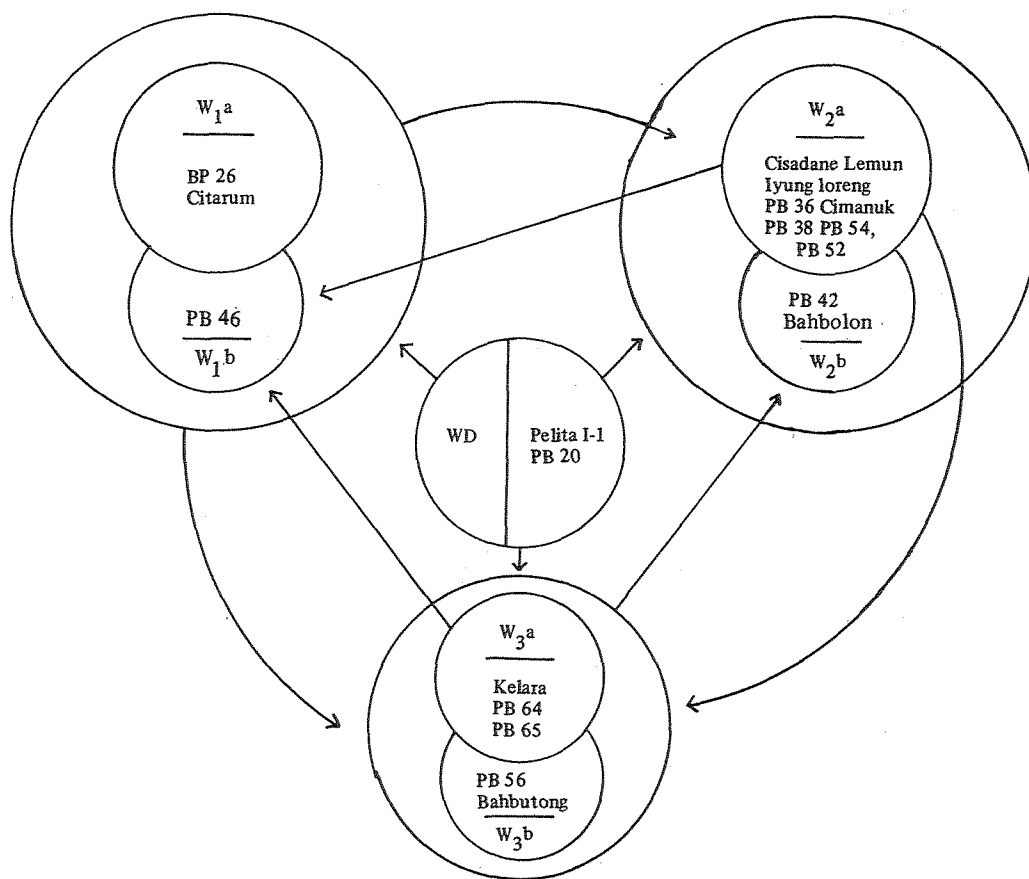 W₁a
BP 26
Citarum
PB 46
W₁b
W₂a
Cisadane Lemun
Iyung loreng
PB 36 Cimanuk
PB 38 PB 54,
PB 52
PB 42
Bahbolon
W₂b
WD
Pelita I-1
PB 20
W₃a
Kelara
PB 64
PB 65
PB 56
Bahbutong
W₃b